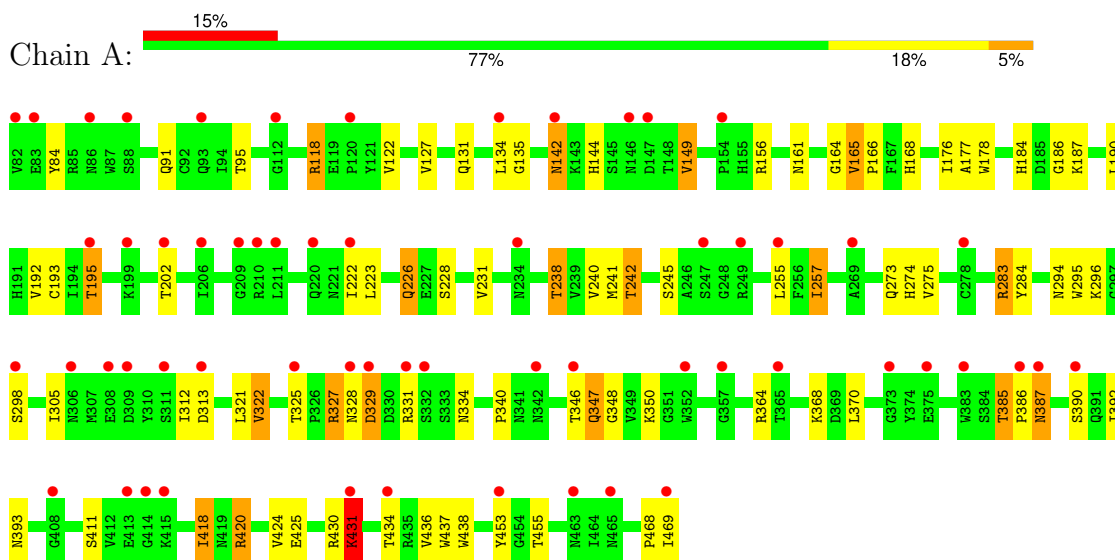 15%
Chain A:
77% 18% 5%
V82 E83 Y84 R85 N86 W87 S88 Q91 C92 Q93 I94 T95 G112 R118 E119 P120 Y121 V122 V127 Q131 L134 G135 N142 K143 H144 S145 N146 D147 T148 V149 P154 H155 R156 N161 G164 V165 P166 F167 H168 I176 A177 W178 H184 D185 G186 K187 L190
H191 V192 C193 I194 T195 K199 T202 I206 G209 R210 L211 Q220 N221 I222 L223 Q226 E227 S228 V231 N234 T238 V239 V240 M241 T242 S245 A246 S247 G248 R249 L255 F256 I257 A269 Q273 H274 V275 C278 R283 Y284 N294 W295 K296 G297
S298 I305 N306 M307 E308 D309 Y310 S311 I312 D313 L321 V322 T325 P326 R327 N328 D329 D330 R331 S332 S333 N334 P340 N341 N342 T346 Q347 G348 V349 K350 G351 W352 G357 R364 T365 K368 D369 L370 G373 Y374 E375 W383 S384 T385 P386 N387 S390 Q391
N393 G408 S411 V412 E413 G414 K415 I418 N419 R420 V424 E425 R430 K431 T434 R435 V436 W437 W438 Y453 G454 T455 N463 I464 N465 P468 I469